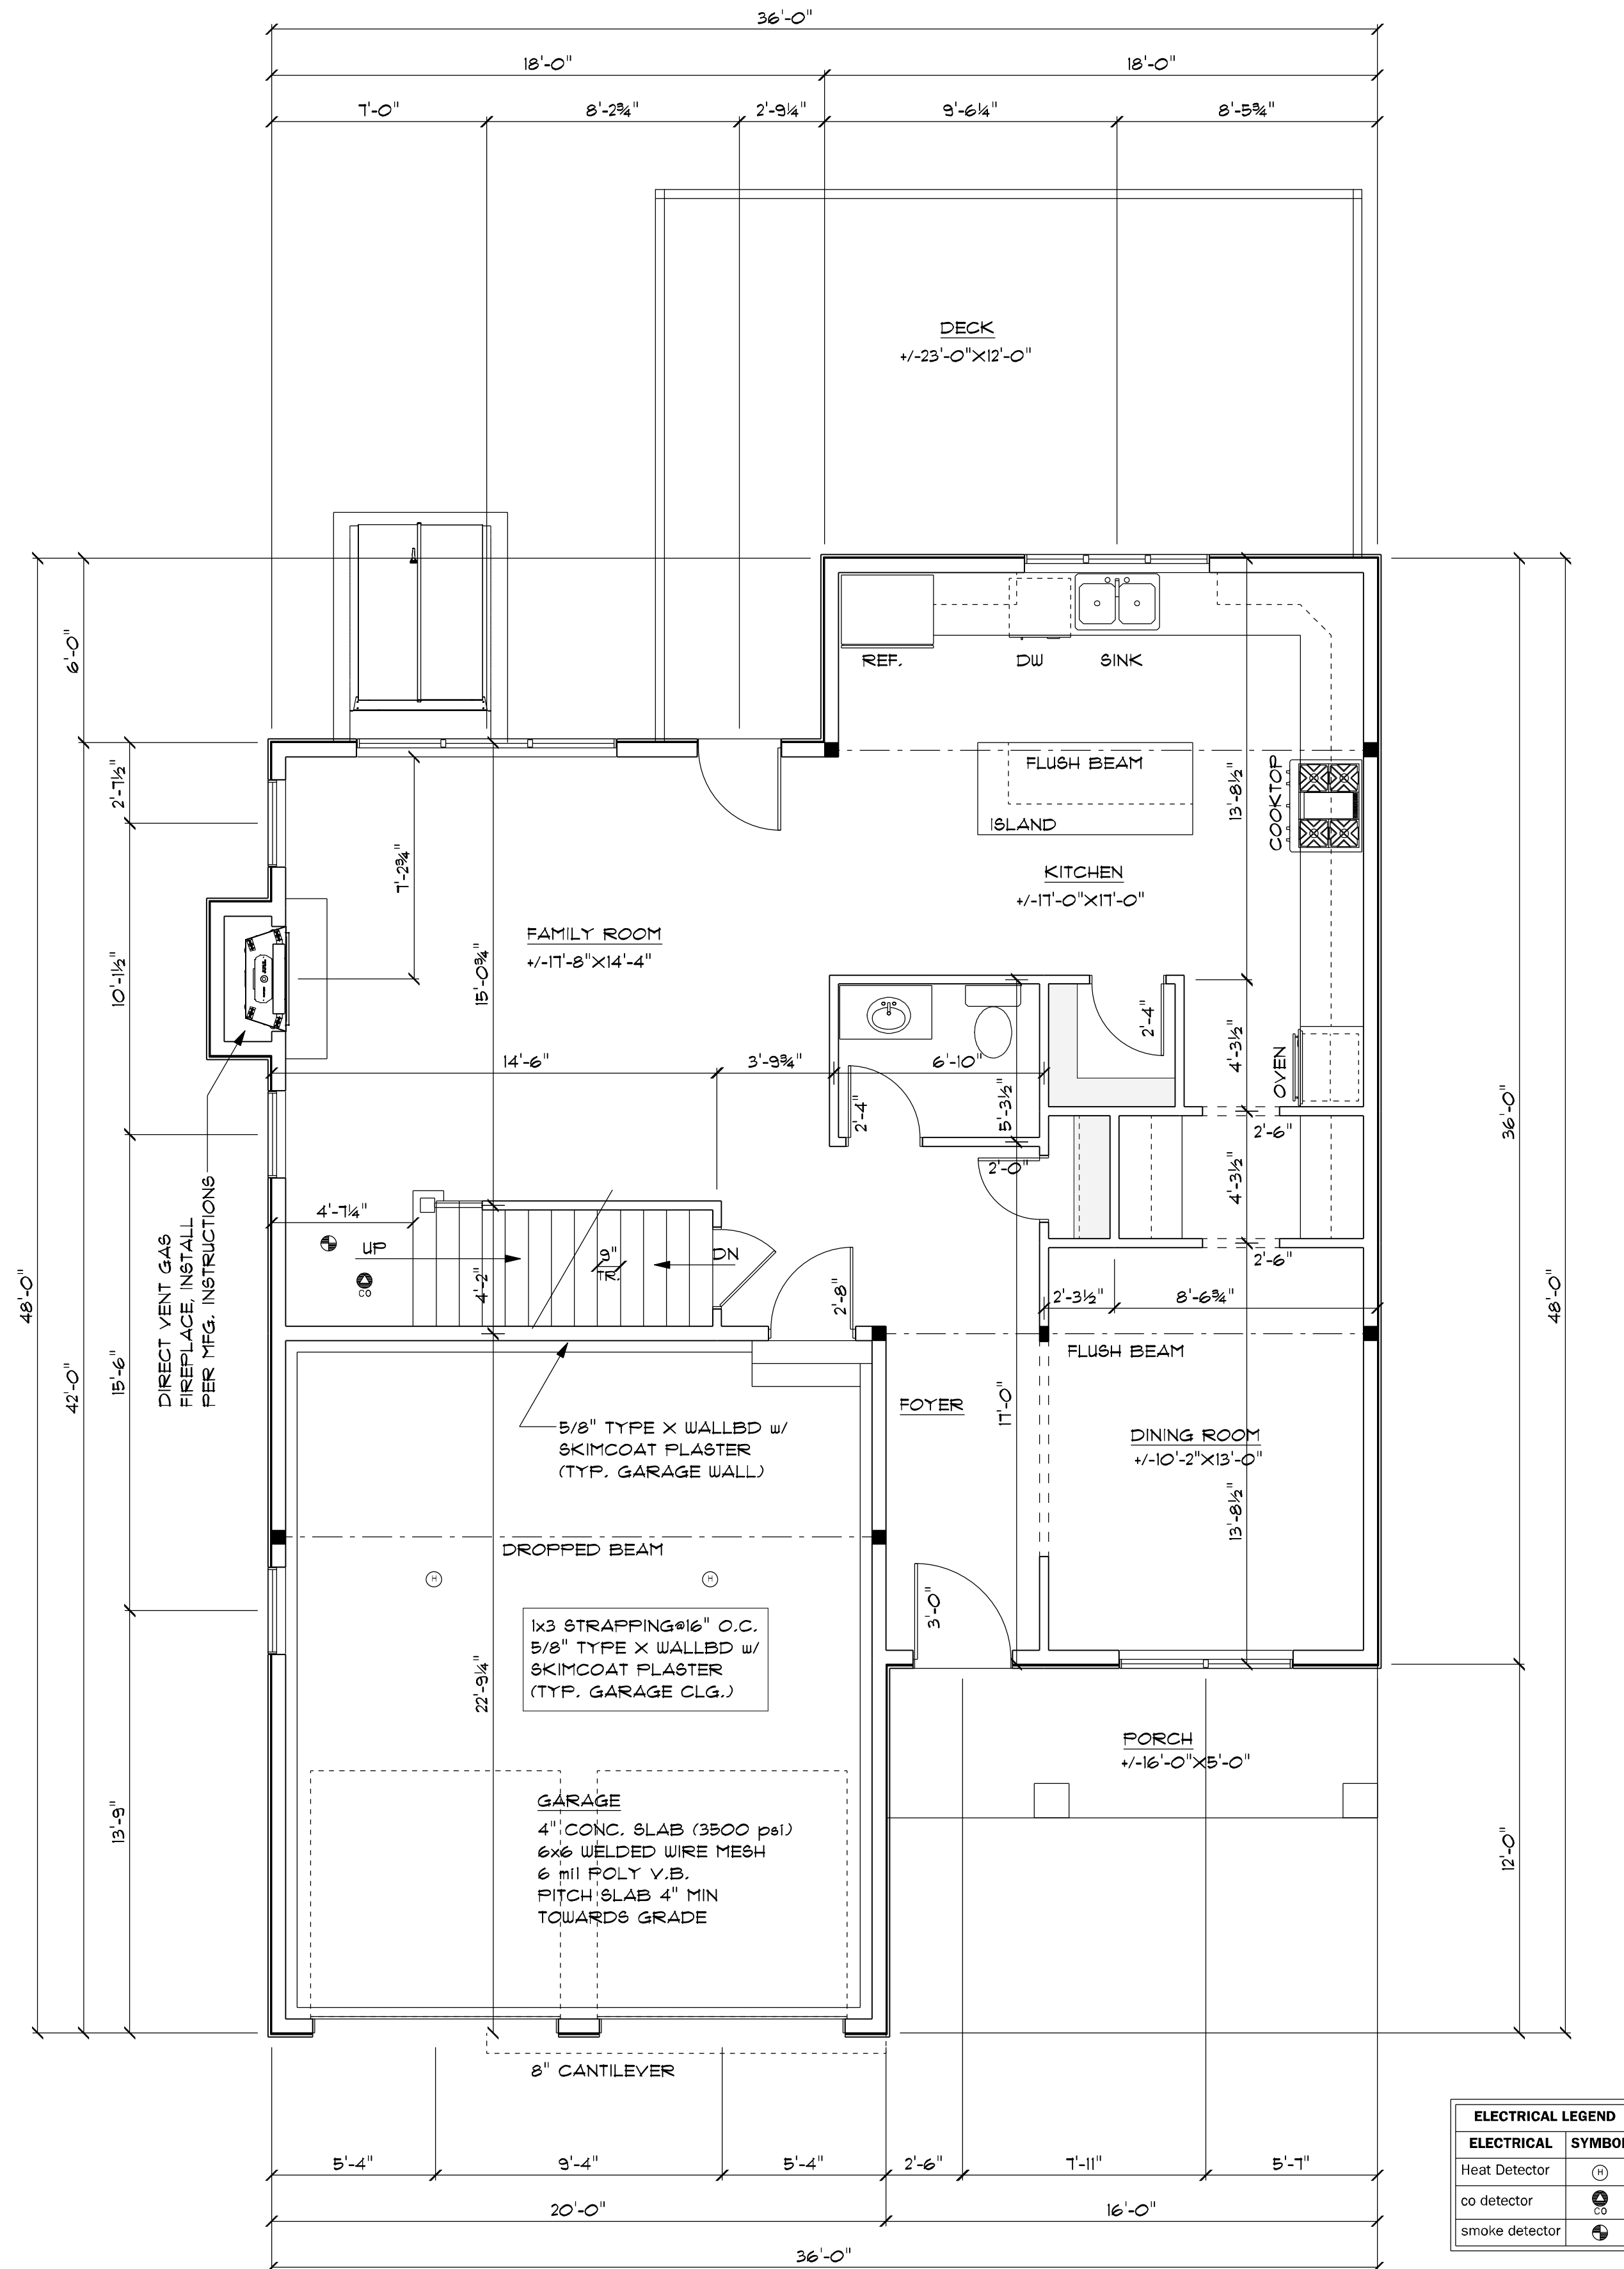 36'-0"
18'-0"
18'-0"
7'-0"
8'-2¾"
2'-9¼"
9'-6¼"
8'-5¾"
DECK
+/-23'-0"X12'-0"
6'-0"
REF.
DW
SINK
FLUSH BEAM
ISLAND
COOKTOP
13'-8½"
2'-7½"
7'-2¾"
KITCHEN
+/-17'-0"X17'-0"
FAMILY ROOM
+/-17'-8"X14'-4"
15'-0¾"
10'-1½"
2'-4"
4'-3½"
OVEN
14'-6"
3'-9¾"
6'-10"
2'-4"
5'-3½"
36'-0"
2'-6"
2'-0"
4'-3½"
DIRECT VENT GAS
FIREPLACE, INSTALL
PER MFG. INSTRUCTIONS
4'-7¼"
UP
CO
4'-2"
9"
TR.
DN
2'-8"
2'-6"
2'-3½"
8'-6¾"
48'-0"
48'-0"
42'-0"
15'-6"
FLUSH BEAM
FOYER
17'-0"
5/8" TYPE X WALLBD w/
SKIMCOAT PLASTER
(TYP. GARAGE WALL)
DINING ROOM
+/-10'-2"X13'-0"
13'-8½"
DROPPED BEAM
H
H
3'-0"
1x3 STRAPPING@16" O.C.
5/8" TYPE X WALLBD w/
SKIMCOAT PLASTER
(TYP. GARAGE CLG.)
22'-9¼"
PORCH
+/-16'-0"X5'-0"
13'-9"
12'-0"
GARAGE
4" CONC. SLAB (3500 psi)
6x6 WELDED WIRE MESH
6 mil POLY V.B.
PITCH SLAB 4" MIN
TOWARDS GRADE
8" CANTILEVER
5'-4"
9'-4"
5'-4"
2'-6"
7'-11"
5'-7"
20'-0"
16'-0"
36'-0"
ELECTRICAL LEGEND
ELECTRICAL SYMBOL
Heat Detector H
co detector CO
smoke detector